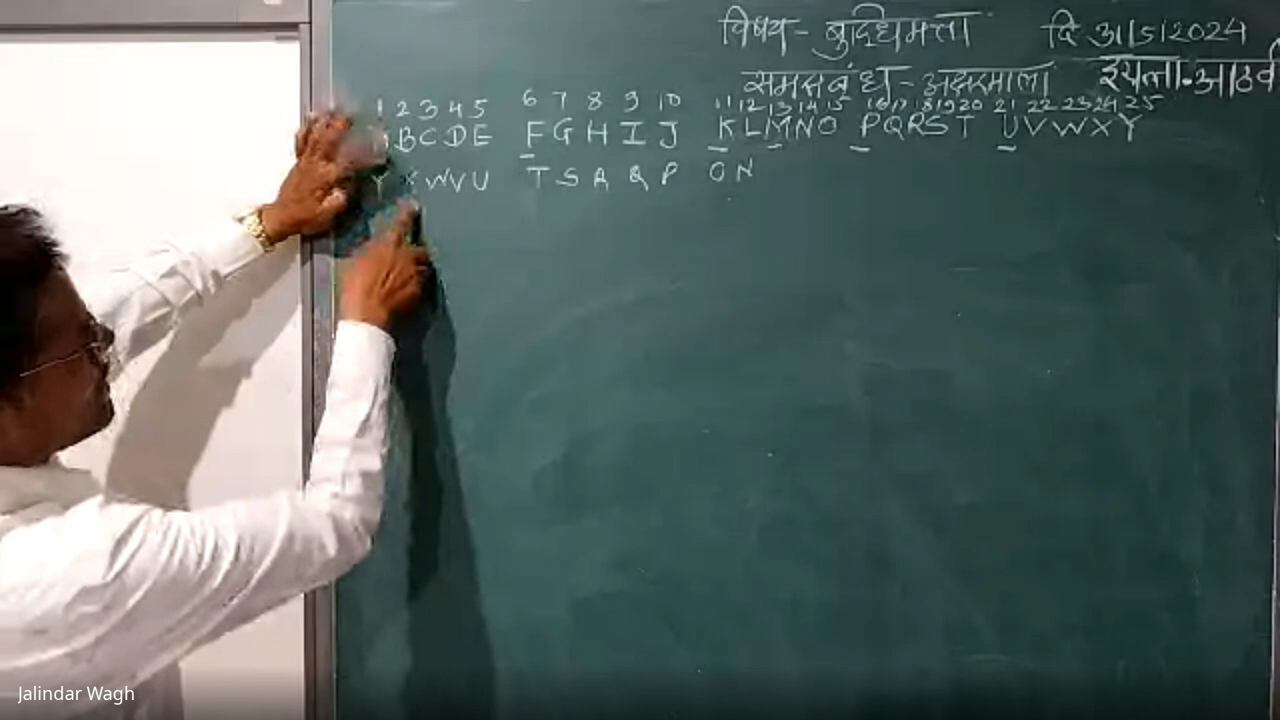 विषय - बुद्धिमत्ता दि 31/5/2024
समसंबंध - अक्षरमाला इयत्ता - आठवी
1 2 3 4 5 6 7 8 9 10 11 12 13 14 15 16 17 18 19 20 21 22 23 24 25
B C D E F G H I J K L M N O P Q R S T U V W X Y
Y X W V U T S R Q P O N
Jalindar Wagh